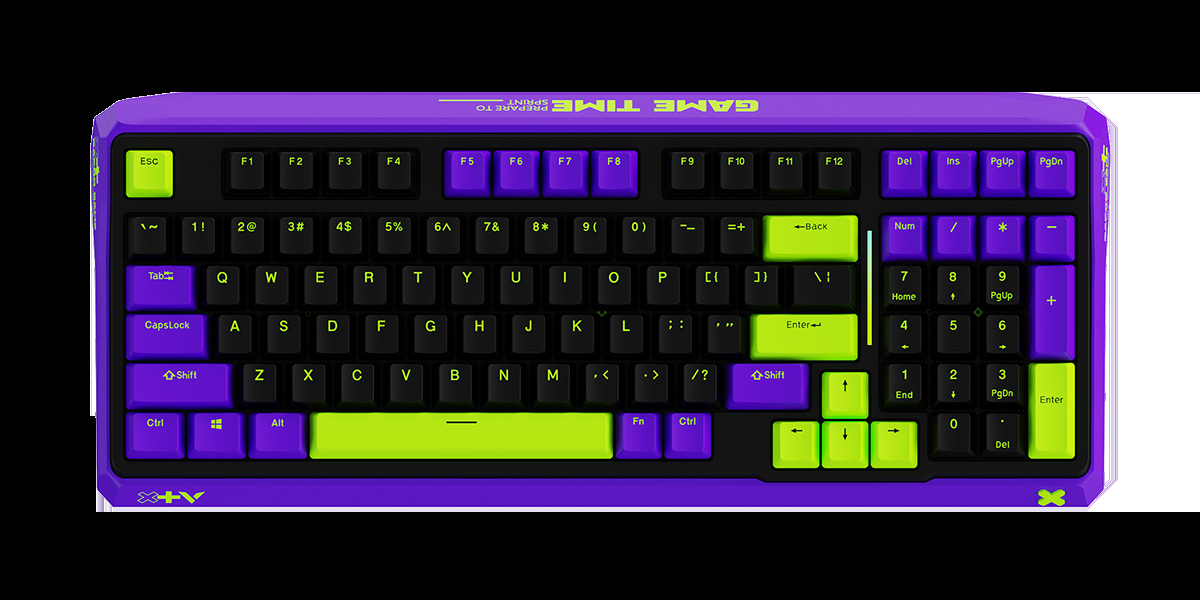 GAME TIME
PREPARE TO
SPRINT
ESC F1 F2 F3 F4 F5 F6 F7 F8 F9 F10 F11 F12 Del Ins PgUp PgDn
`~ 1! 2@ 3# 4$ 5% 6^ 7& 8* 9( 0) -_ =+ ←Back Num / * −
Tab Q W E R T Y U I O P [{ ]} \| 7 Home 8 ↑ 9 PgUp +
CapsLock A S D F G H J K L ;: '" Enter↵ 4 ← 5 6 →
⇧Shift Z X C V B N M ,< .> /? ⇧Shift ↑ 1 End 2 ↓ 3 PgDn Enter
Ctrl Alt Fn Ctrl ← ↓ → 0 . Del